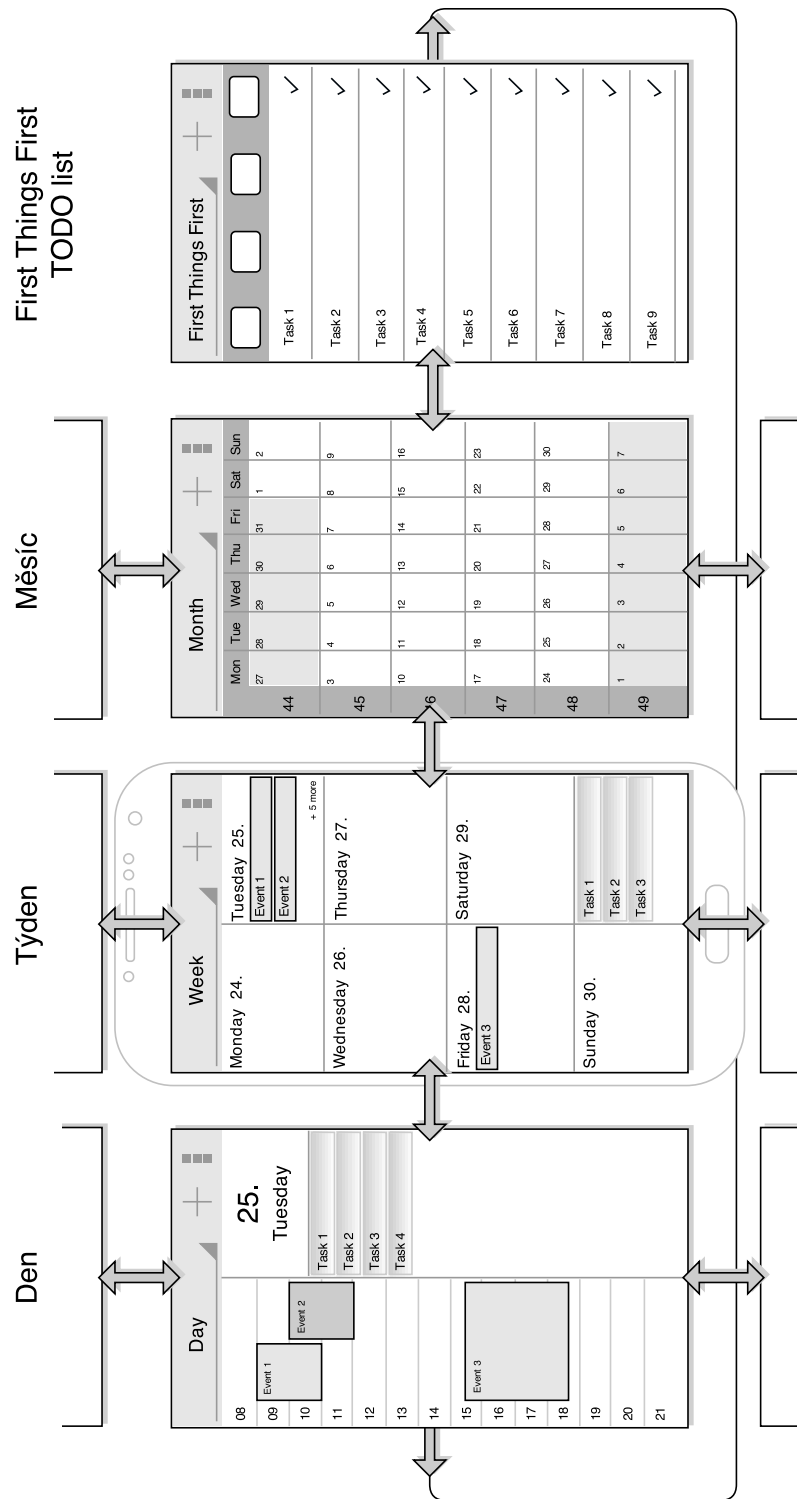 Den
Day
25.
Tuesday
08
09
10
11
12
13
14
15
16
17
18
19
20
21
Event 1
Event 2
Event 3
Task 1
Task 2
Task 3
Task 4
Týden
Week
Monday 24.
Tuesday 25.
Event 1
Event 2
+ 5 more
Wednesday 26.
Thursday 27.
Friday 28.
Event 3
Saturday 29.
Sunday 30.
Task 1
Task 2
Task 3
Měsíc
Month
Mon Tue Wed Thu Fri Sat Sun
44 27 28 29 30 31 1 2
45 3 4 5 6 7 8 9
46 10 11 12 13 14 15 16
47 17 18 19 20 21 22 23
48 24 25 26 27 28 29 30
49 1 2 3 4 5 6 7
First Things First
TODO list
First Things First
Task 1
Task 2
Task 3
Task 4
Task 5
Task 6
Task 7
Task 8
Task 9